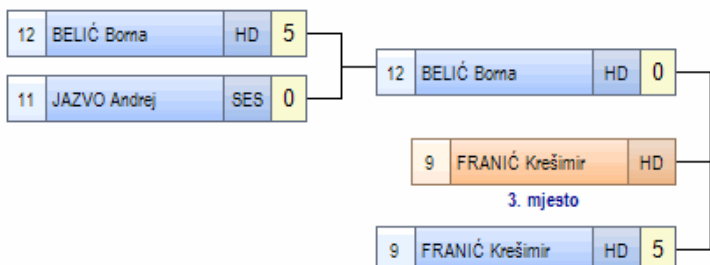 12 BELIĆ Borna HD 5
11 JAZVO Andrej SES 0
12 BELIĆ Borna HD 0
9 FRANIĆ Krešimir HD
3. mjesto
9 FRANIĆ Krešimir HD 5